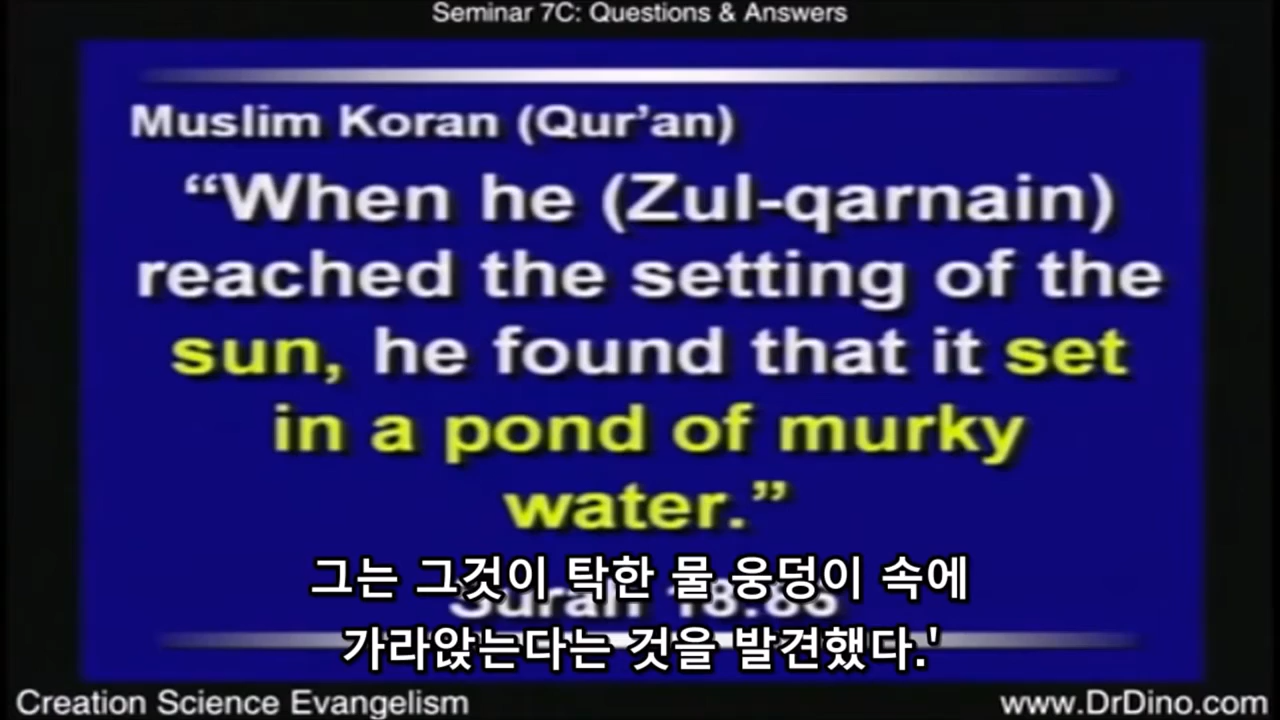 Seminar 7C: Questions & Answers
Muslim Koran (Qur’an)
“When he (Zul-qarnain)
reached the setting of the
sun, he found that it set
in a pond of murky
water.”
그는 그것이 탁한 물 웅덩이 속에
Surah 18:86
가라앉는다는 것을 발견했다.'
Creation Science Evangelism
www.DrDino.com